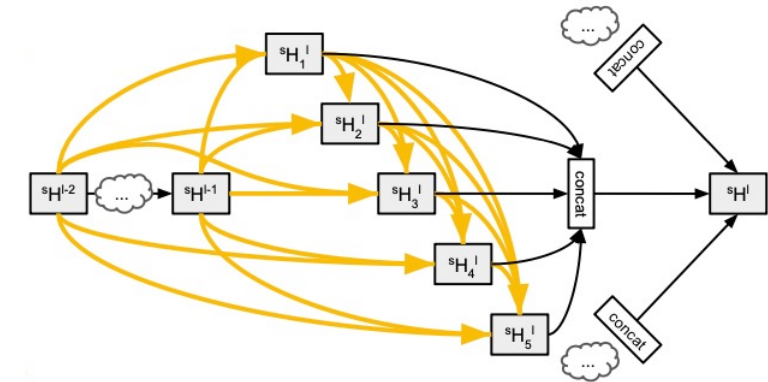 ...
concat
ˢH₁ˡ
ˢH₂ˡ
ˢHˡ⁻²
...
ˢHˡ⁻¹
ˢH₃ˡ
concat
ˢHˡ
ˢH₄ˡ
ˢH₅ˡ
concat
...